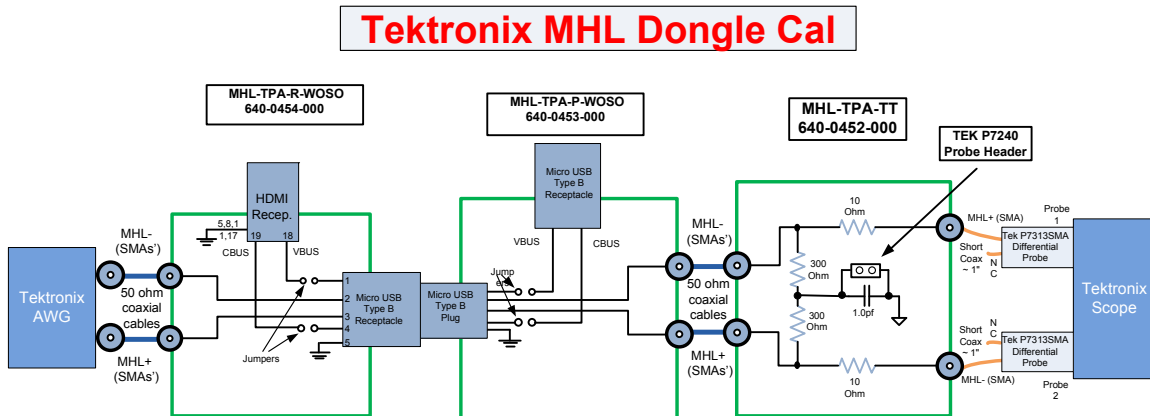 Tektronix MHL Dongle Cal
MHL-TPA-R-WOSO
640-0454-000
MHL-TPA-P-WOSO
640-0453-000
MHL-TPA-TT
640-0452-000
TEK P7240
Probe Header
Tektronix
AWG
MHL-
(SMAs')
50 ohm
coaxial
cables
MHL+
(SMAs')
HDMI
Recep.
19
18
5,8,1
1,17
CBUS
VBUS
Jumpers
1
2
3
4
5
Micro USB
Type B
Receptacle
Micro USB
Type B
Plug
Micro USB
Type B
Receptacle
VBUS
CBUS
Jump
ers
MHL-
(SMAs')
50 ohm
coaxial
cables
MHL+
(SMAs')
10
Ohm
300
Ohm
300
Ohm
1.0pf
10
Ohm
MHL+ (SMA)
Probe
1
Short
Coax
~ 1"
N
C
Tek P7313SMA
Differential
Probe
Short
Coax
~ 1"
N
C
Tek P7313SMA
Differential
Probe
MHL- (SMA)
Probe
2
Tektronix
Scope